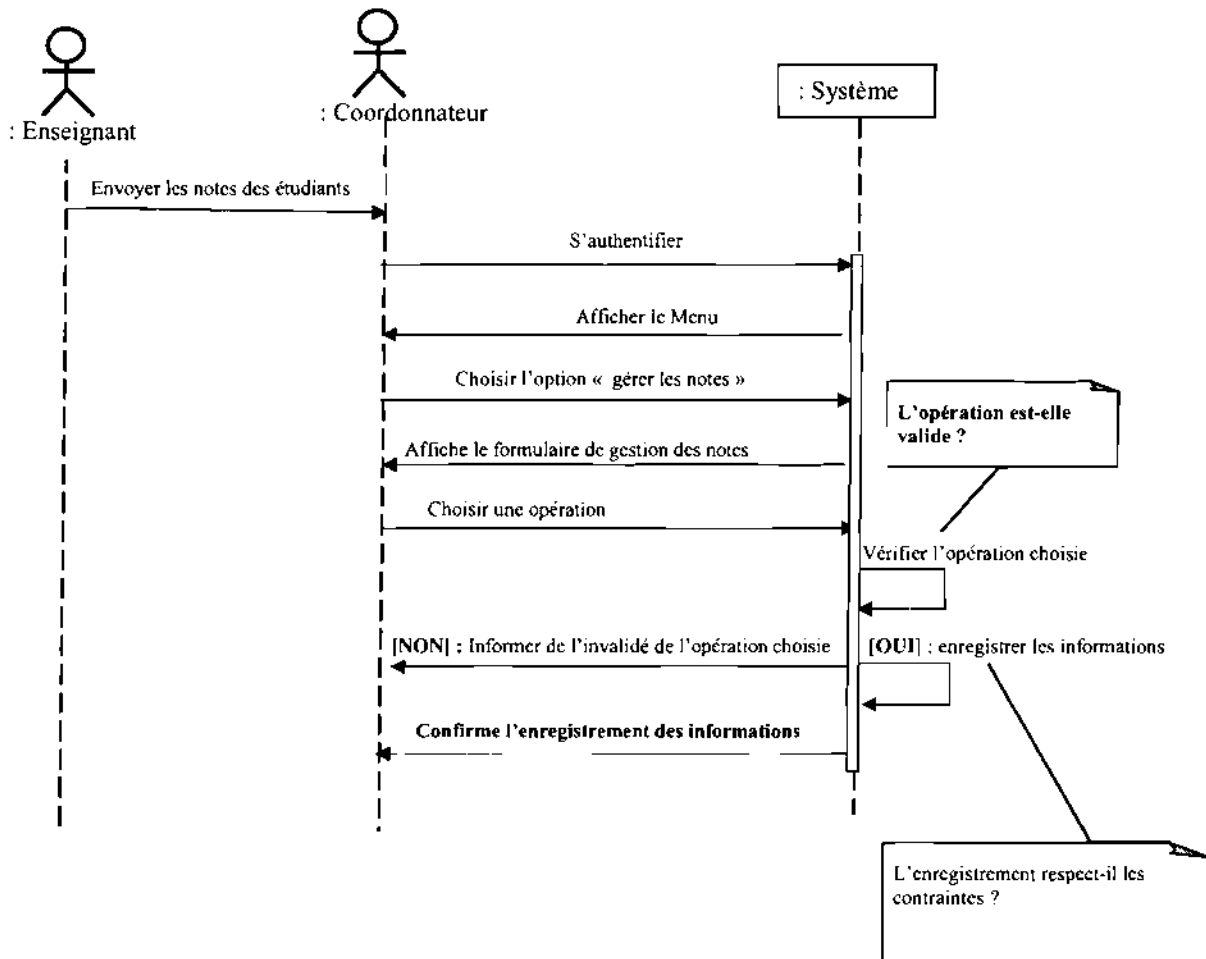 : Enseignant
: Coordonnateur
: Système
Envoyer les notes des étudiants
S'authentifier
Afficher le Menu
Choisir l'option « gérer les notes »
L'opération est-elle
valide ?
Affiche le formulaire de gestion des notes
Choisir une opération
Vérifier l'opération choisie
[NON] : Informer de l'invalidé de l'opération choisie
[OUI] : enregistrer les informations
Confirme l'enregistrement des informations
L'enregistrement respect-il les
contraintes ?